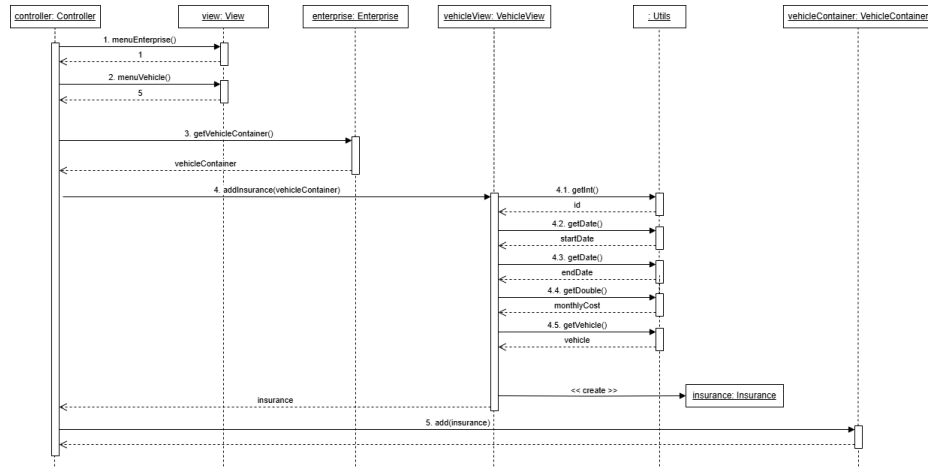 controller: Controller
view: View
enterprise: Enterprise
vehicleView: VehicleView
: Utils
vehicleContainer: VehicleContainer
1. menuEnterprise()
1
2. menuVehicle()
5
3. getVehicleContainer()
vehicleContainer
4. addInsurance(vehicleContainer)
4.1. getInt()
id
4.2. getDate()
startDate
4.3. getDate()
endDate
4.4. getDouble()
monthlyCost
4.5. getVehicle()
vehicle
<< create >>
insurance: Insurance
insurance
5. add(insurance)